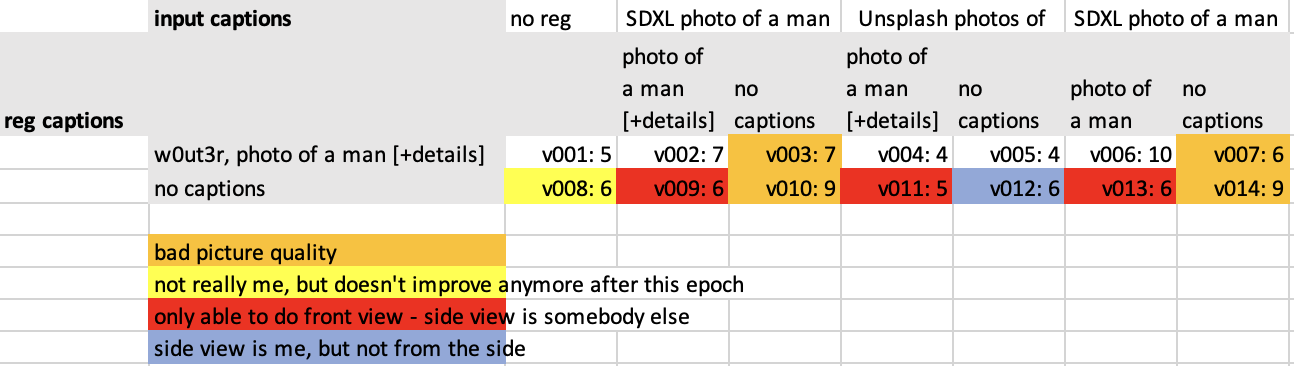 input captions no reg SDXL photo of a man Unsplash photos of SDXL photo of a man
reg captions photo of a man [+details] no captions photo of a man [+details] no captions photo of a man no captions
w0ut3r, photo of a man [+details] v001: 5 v002: 7 v003: 7 v004: 4 v005: 4 v006: 10 v007: 6
no captions v008: 6 v009: 6 v010: 9 v011: 5 v012: 6 v013: 6 v014: 9
bad picture quality
not really me, but doesn't improve anymore after this epoch
only able to do front view - side view is somebody else
side view is me, but not from the side